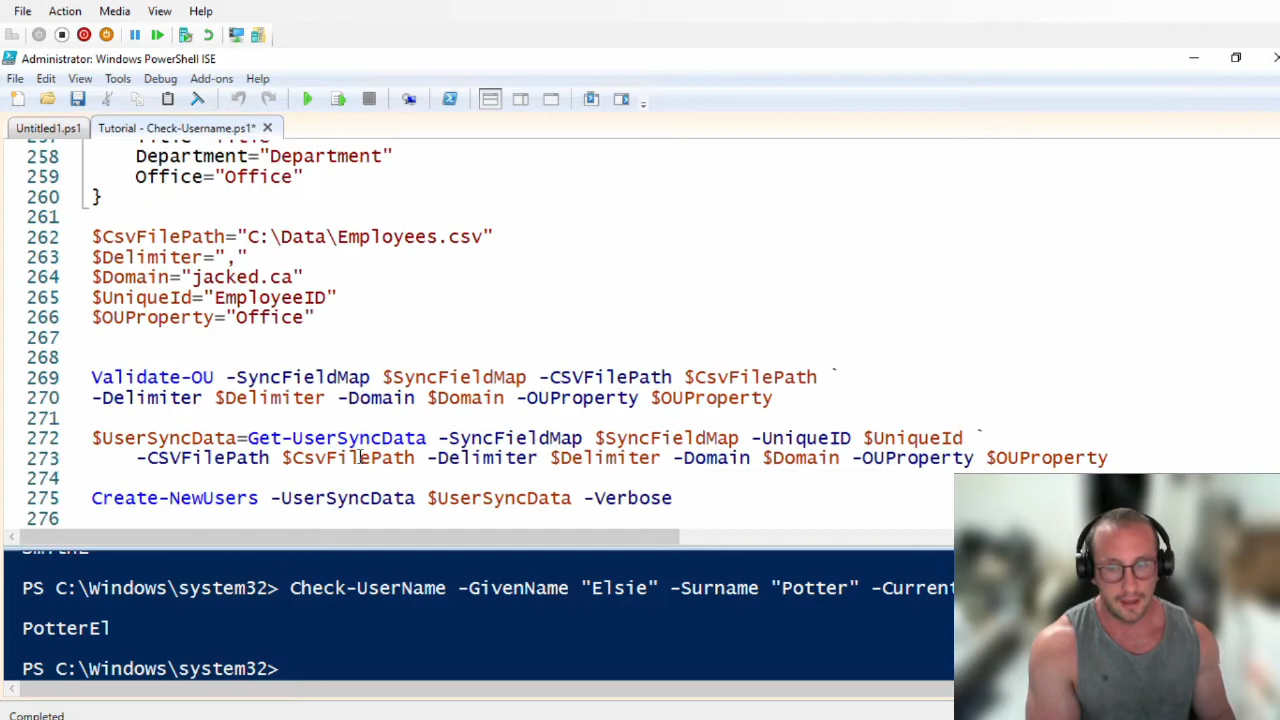 File Action Media View Help
Administrator: Windows PowerShell ISE
File Edit View Tools Debug Add-ons Help
Untitled1.ps1 Tutorial - Check-Username.ps1*
258 Department="Department"
259 Office="Office"
260 }
261
262 $CsvFilePath="C:\Data\Employees.csv"
263 $Delimiter=","
264 $Domain="jacked.ca"
265 $UniqueId="EmployeeID"
266 $OUProperty="Office"
267
268
269 Validate-OU -SyncFieldMap $SyncFieldMap -CSVFilePath $CsvFilePath `
270 -Delimiter $Delimiter -Domain $Domain -OUProperty $OUProperty
271
272 $UserSyncData=Get-UserSyncData -SyncFieldMap $SyncFieldMap -UniqueID $UniqueId `
273 -CSVFilePath $CsvFilePath -Delimiter $Delimiter -Domain $Domain -OUProperty $OUProperty
274
275 Create-NewUsers -UserSyncData $UserSyncData -Verbose
276
PS C:\Windows\system32> Check-UserName -GivenName "Elsie" -Surname "Potter" -Current
PotterEl
PS C:\Windows\system32>
Completed